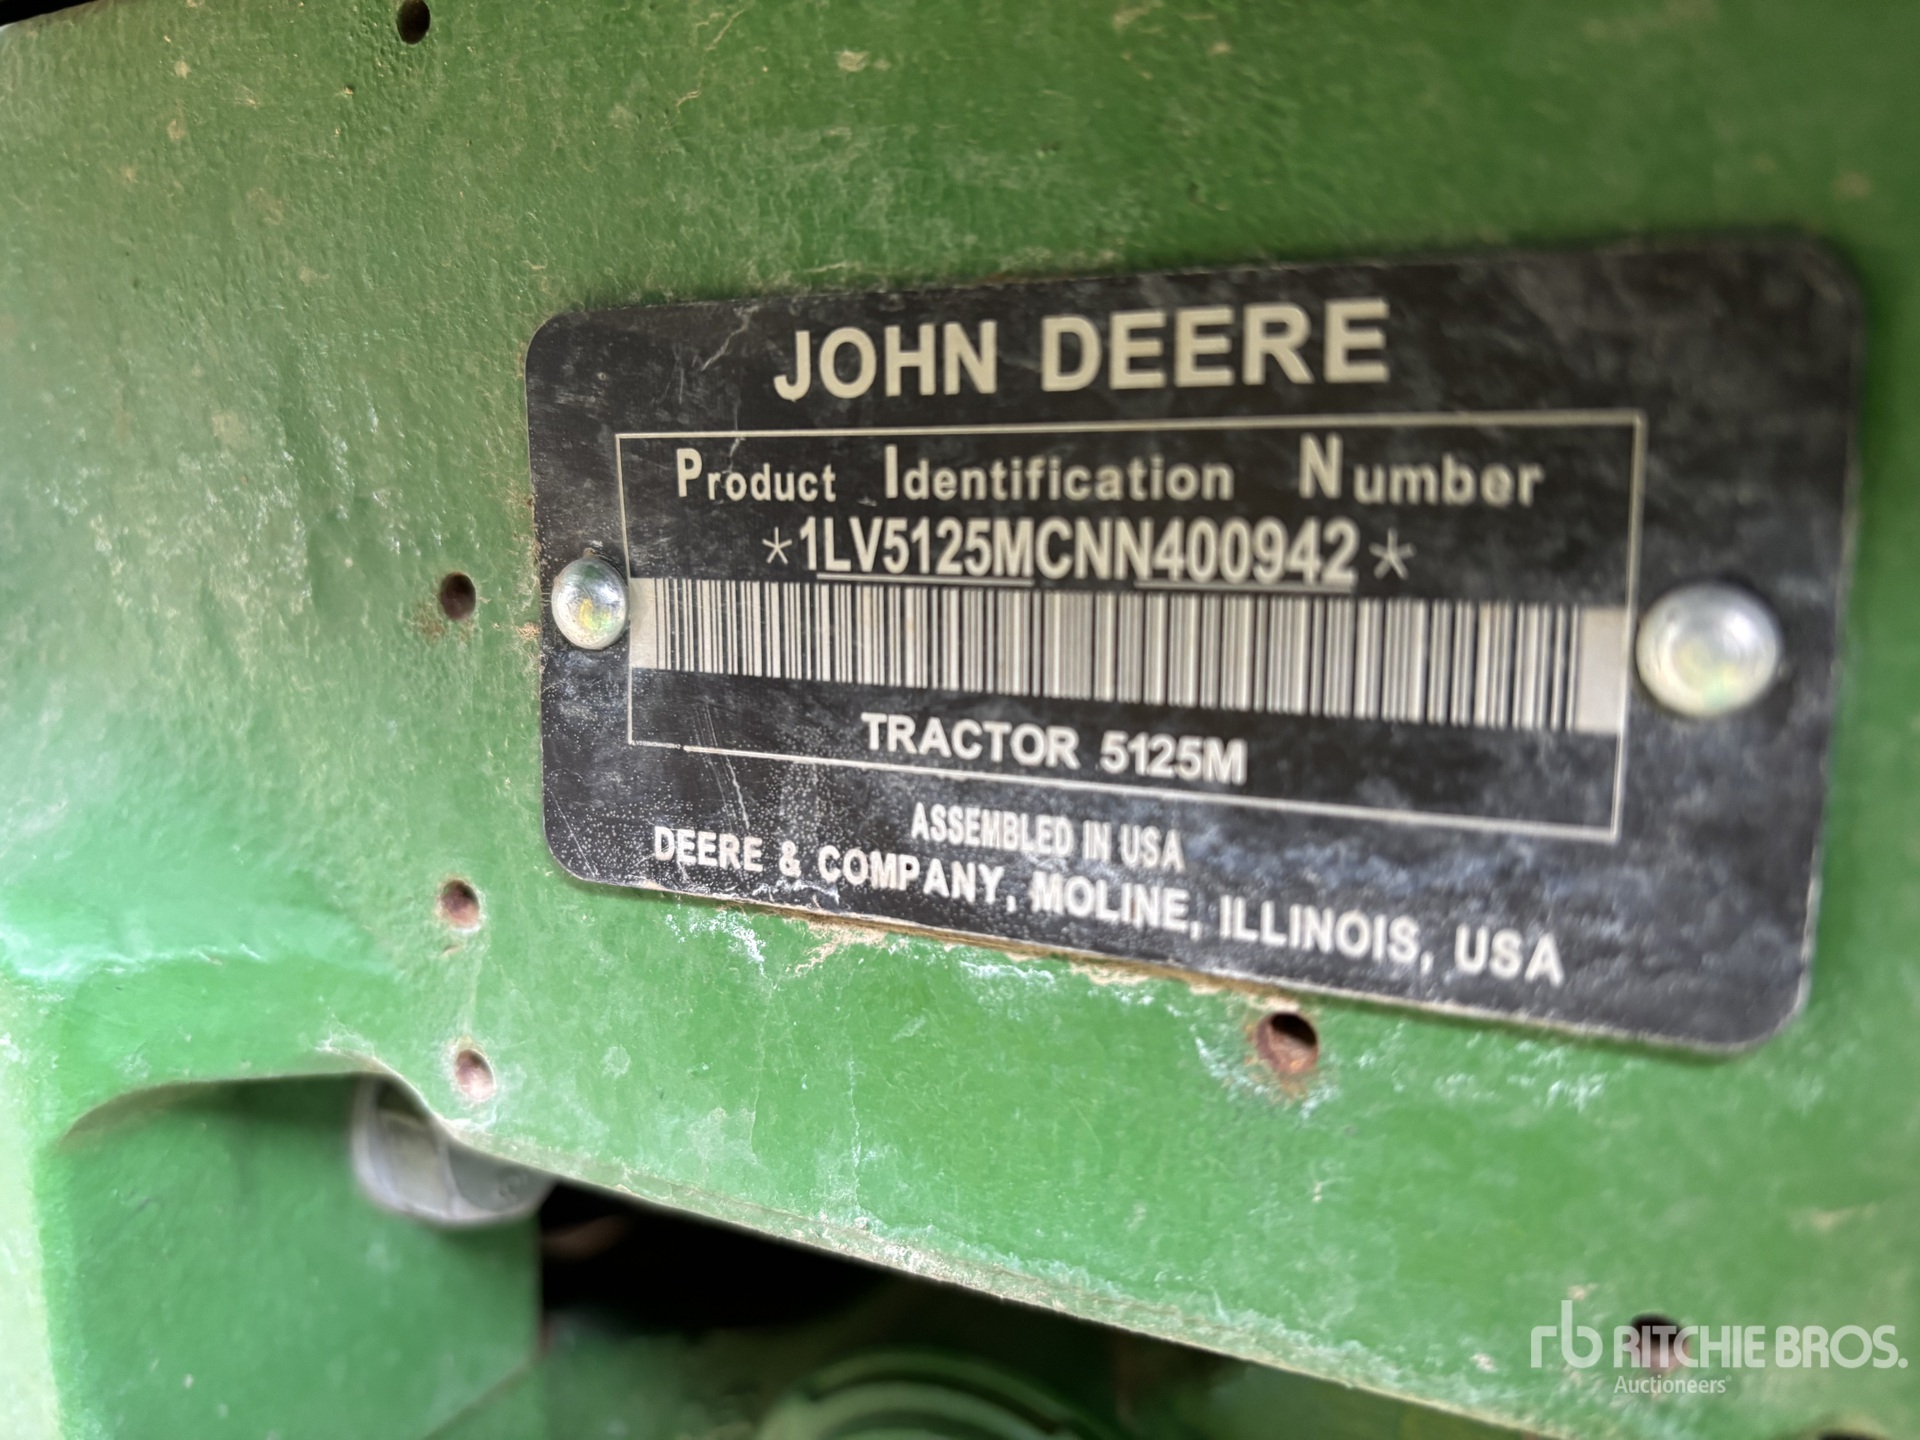 JOHN DEERE
Product Identification Number
*1LV5125MCNN400942*
TRACTOR 5125M
ASSEMBLED IN USA
DEERE & COMPANY, MOLINE, ILLINOIS, USA
rb RITCHIE BROS.
Auctioneers